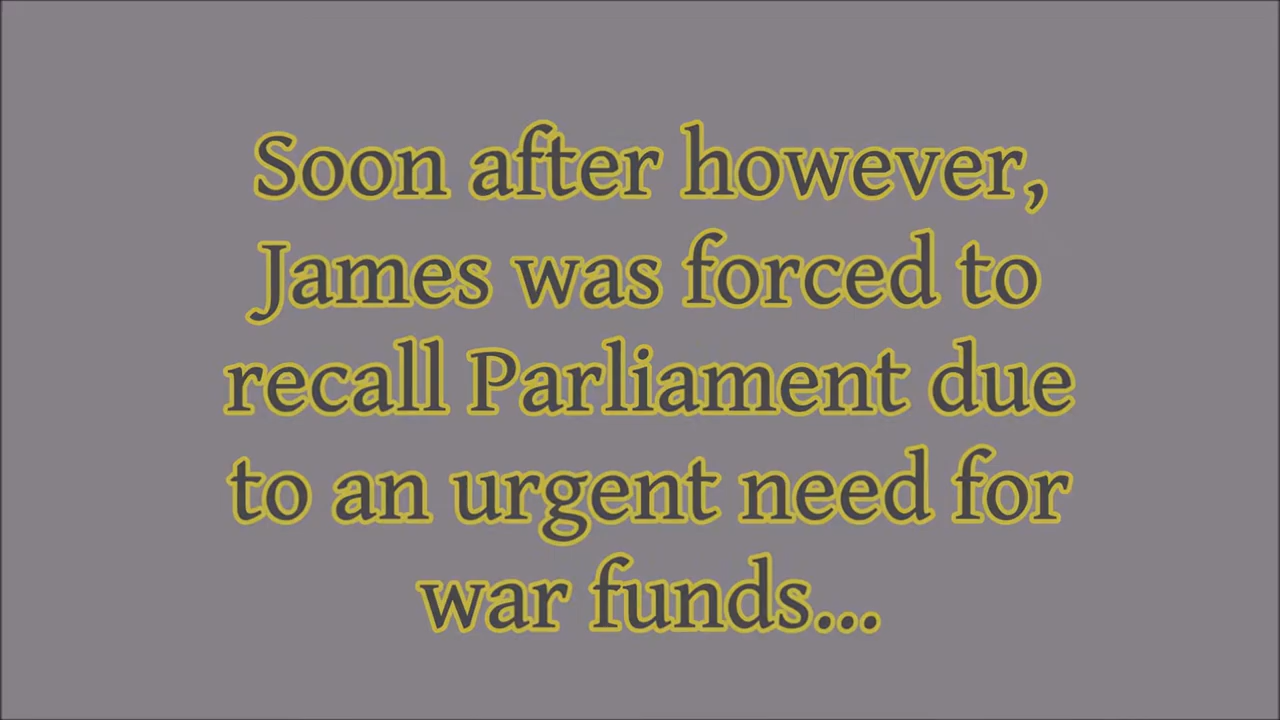 Soon after however,
James was forced to
recall Parliament due
to an urgent need for
war funds...